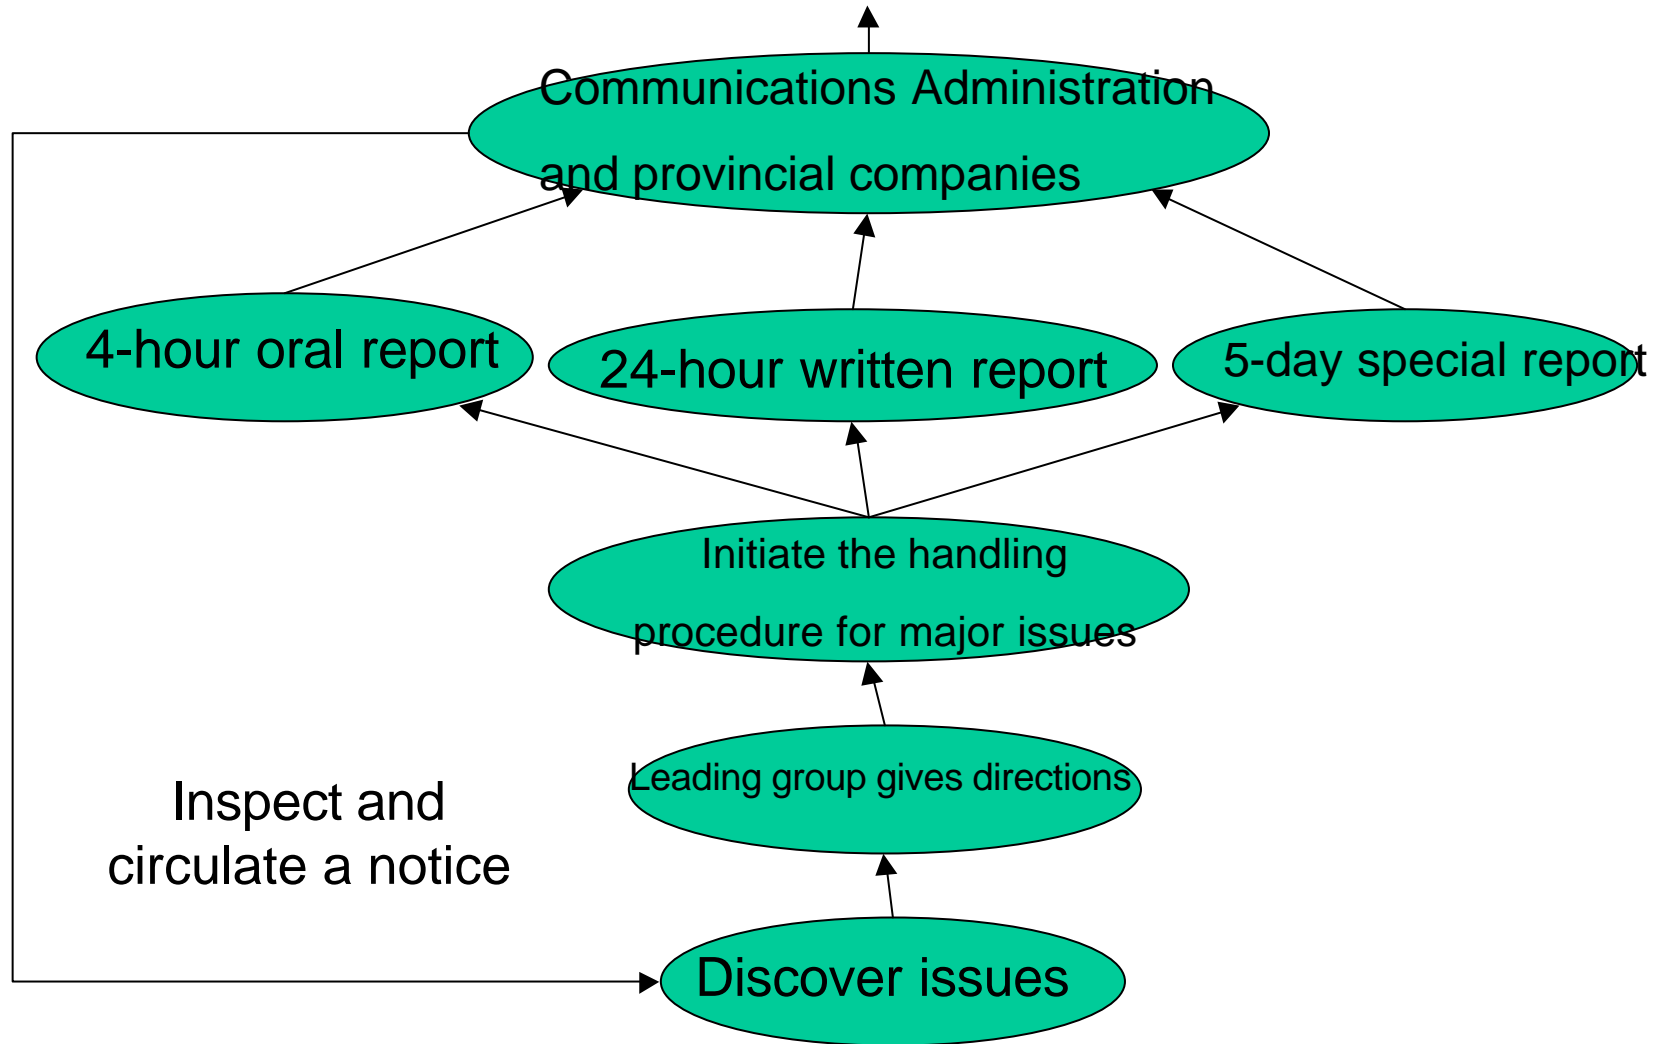 Communications Administration
and provincial companies
4-hour oral report
24-hour written report
5-day special report
Initiate the handling
procedure for major issues
Leading group gives directions
Inspect and
circulate a notice
Discover issues